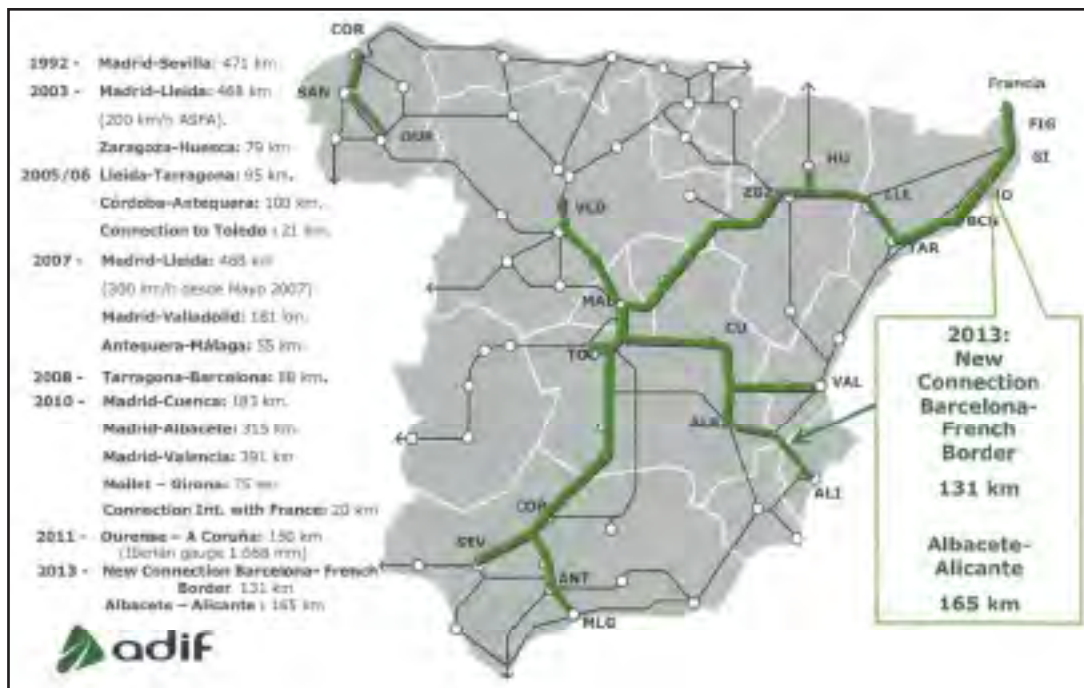 1992 - Madrid-Sevilla: 471 km.
2003 - Madrid-Lleida: 468 km
(200 km/h ASFA).
Zaragoza-Huesca: 79 km
2005/06 Lleida-Tarragona: 95 km.
Córdoba-Antequera: 100 km.
Connection to Toledo : 21 km.
2007 - Madrid-Lleida: 468 km
(300 km/h desde Mayo 2007)
Madrid-Valladolid: 181 km.
Antequera-Málaga: 55 km
2008 - Tarragona-Barcelona: 88 km.
2010 - Madrid-Cuenca: 183 km.
Madrid-Albacete: 315 km
Madrid-Valencia: 391 km
Mollet – Girona: 75 km
Connection Int. with France: 20 km
2011 - Ourense – A Coruña: 150 km
(Iberian gauge 1.668 mm)
2013 - New Connection Barcelona- French
Border 131 km
Albacete – Alicante : 165 km
adif
COR
SAN
OUR
VLD
MAD
TOL
ZGZ
HU
LLE
TAR
BCN
Francia
FIG
GI
CU
VAL
ALB
ALI
COR
SEV
ANT
MLG
2013:
New
Connection
Barcelona-
French
Border
131 km
Albacete-
Alicante
165 km